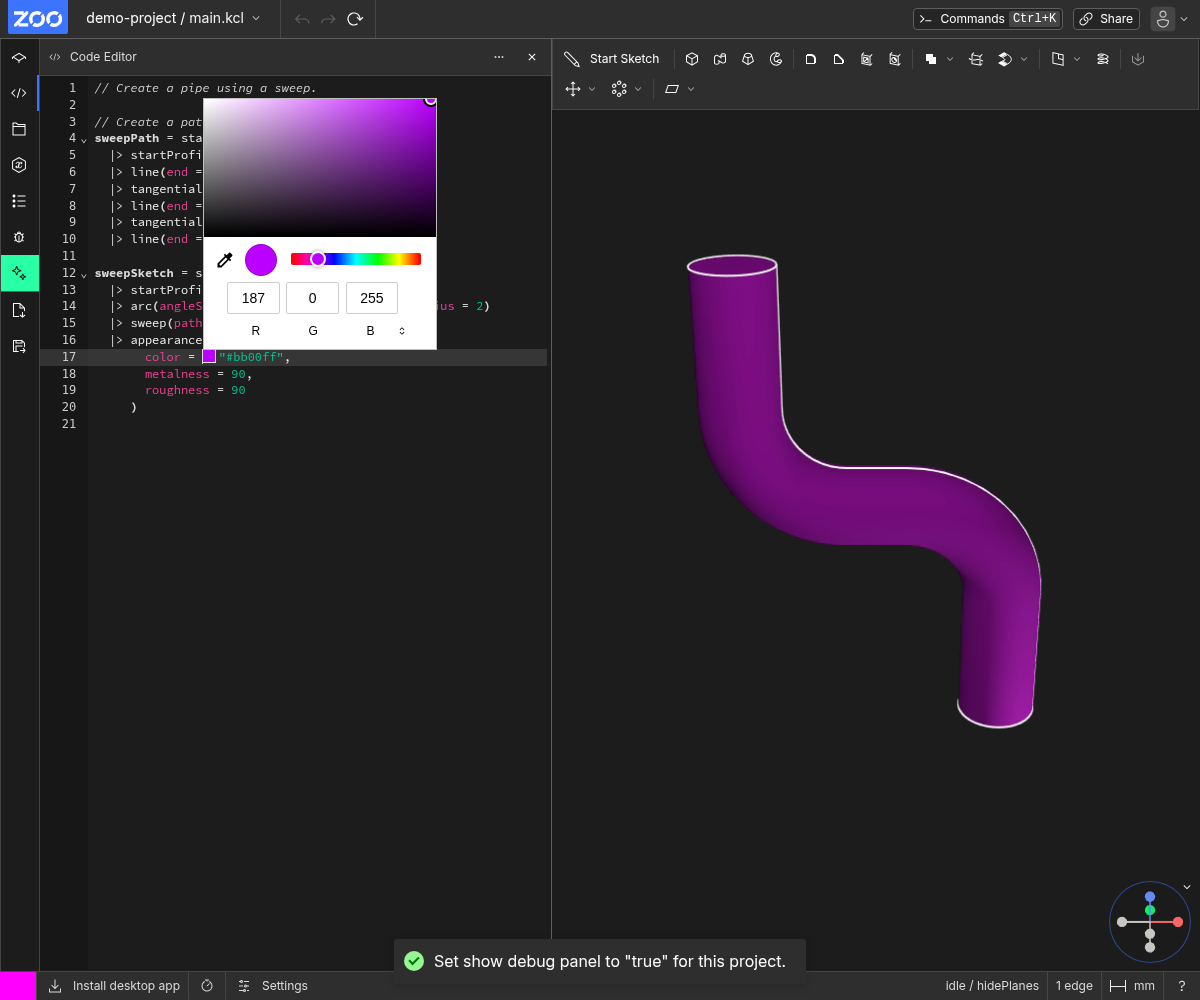 ZOO
demo-project / main.kcl
Commands Ctrl+K
Share
Code Editor
Start Sketch
1 // Create a pipe using a sweep.
2
3 // Create a pat
4 sweepPath = sta
5 |> startProfi
6 |> line(end =
7 |> tangential
8 |> line(end =
9 |> tangential
10 |> line(end =
11
12 sweepSketch = s
13 |> startProfi
14 |> arc(angleS ius = 2)
15 |> sweep(path
16 |> appearance
17 color = "#bb00ff",
18 metalness = 90,
19 roughness = 90
20 )
21
187 0 255
R G B
Set show debug panel to "true" for this project.
Install desktop app
Settings
idle / hidePlanes
1 edge
mm
?